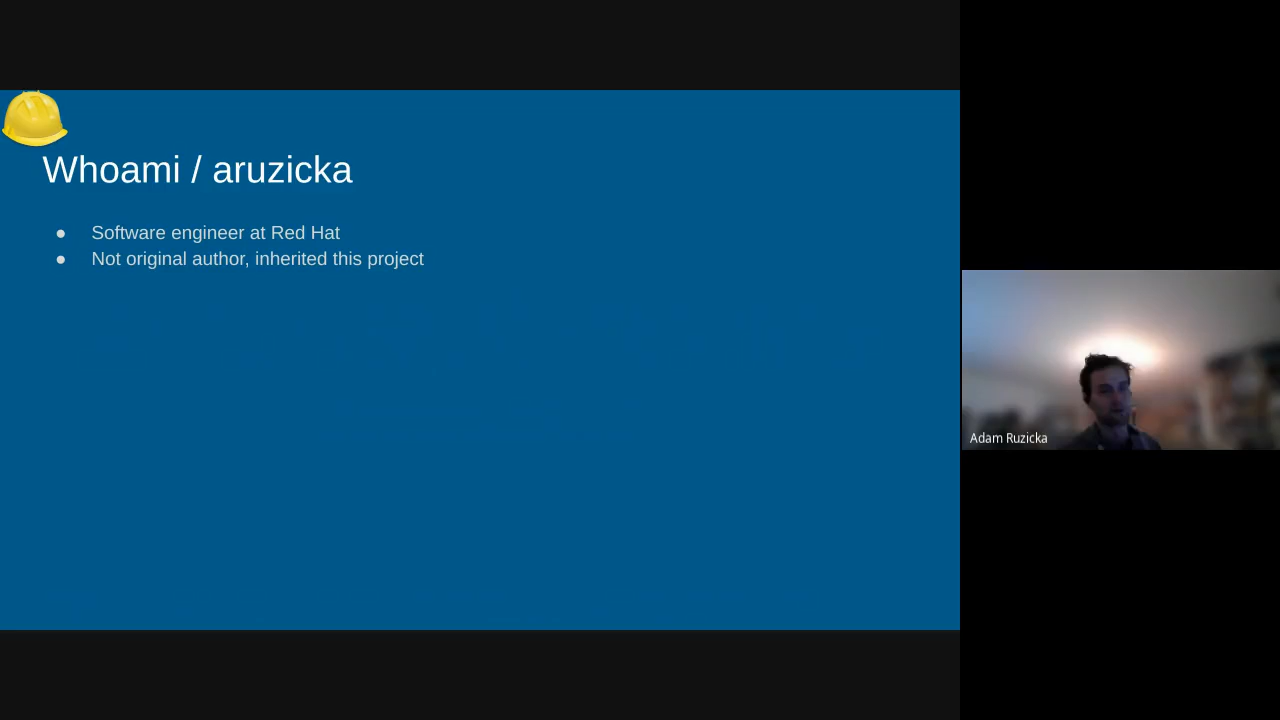 Whoami / aruzicka
● Software engineer at Red Hat
● Not original author, inherited this project
Adam Ruzicka